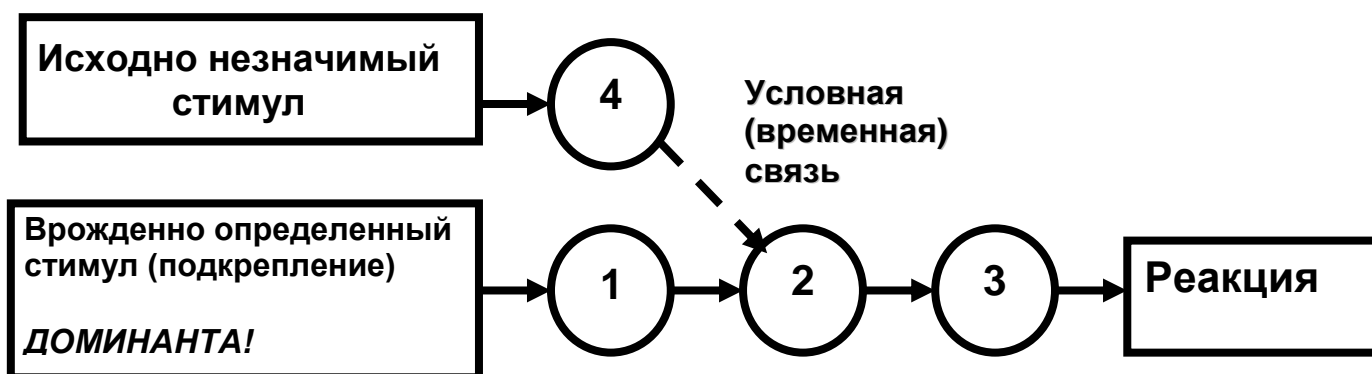 Исходно незначимый
стимул
4
Условная
(временная)
связь
Врожденно определенный
стимул (подкрепление)
ДОМИНАНТА!
1
2
3
Реакция